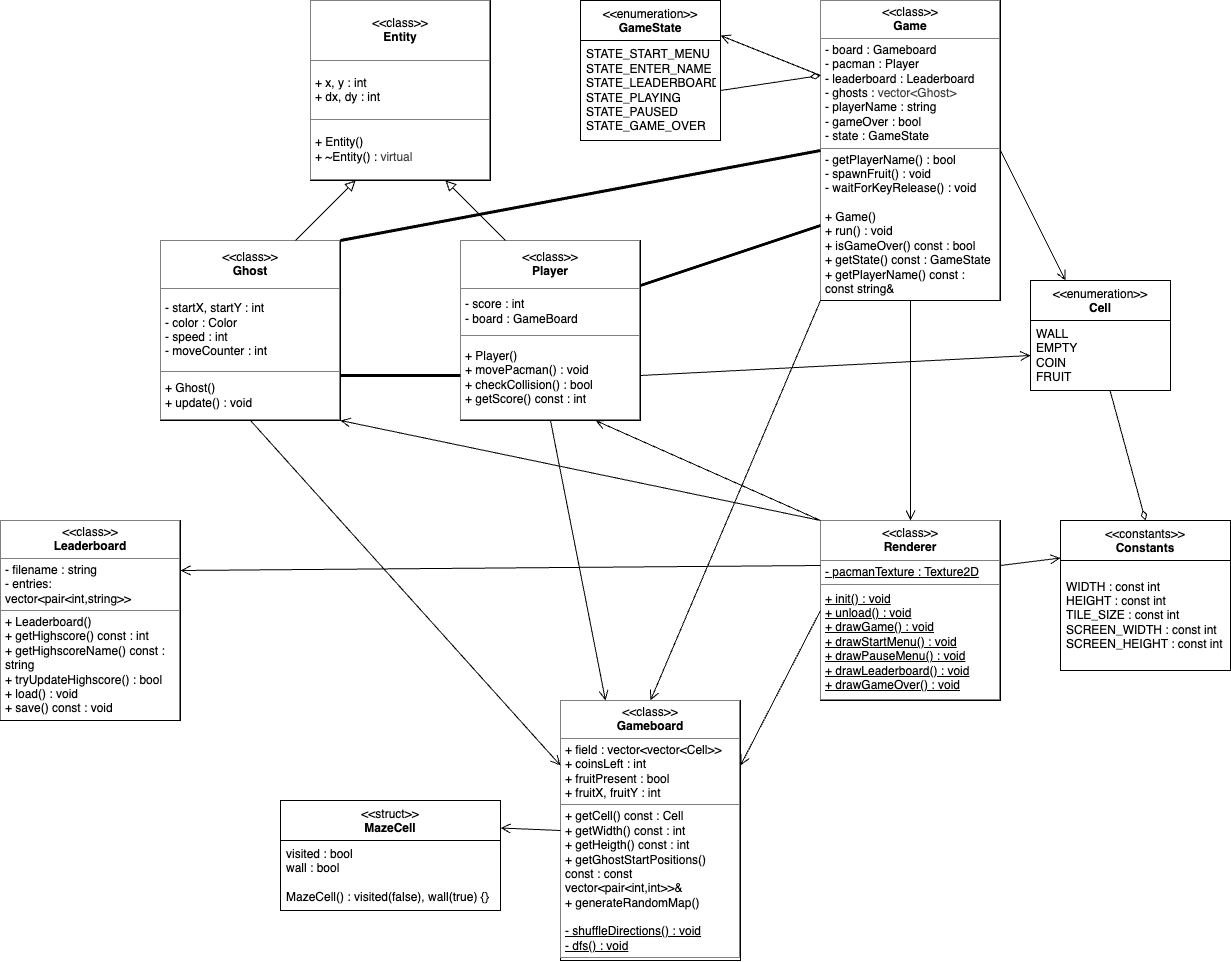 <<class>>
Entity
+ x, y : int
+ dx, dy : int
+ Entity()
+ ~Entity() : virtual
<<enumeration>>
GameState
STATE_START_MENU
STATE_ENTER_NAME
STATE_LEADERBOARD
STATE_PLAYING
STATE_PAUSED
STATE_GAME_OVER
<<class>>
Game
- board : Gameboard
- pacman : Player
- leaderboard : Leaderboard
- ghosts : vector<Ghost>
- playerName : string
- gameOver : bool
- state : GameState
- getPlayerName() : bool
- spawnFruit() : void
- waitForKeyRelease() : void
+ Game()
+ run() : void
+ isGameOver() const : bool
+ getState() const : GameState
+ getPlayerName() const :
const string&
<<class>>
Ghost
- startX, startY : int
- color : Color
- speed : int
- moveCounter : int
+ Ghost()
+ update() : void
<<class>>
Player
- score : int
- board : GameBoard
+ Player()
+ movePacman() : void
+ checkCollision() : bool
+ getScore() const : int
<<enumeration>>
Cell
WALL
EMPTY
COIN
FRUIT
<<class>>
Leaderboard
- filename : string
- entries:
vector<pair<int,string>>
+ Leaderboard()
+ getHighscore() const : int
+ getHighscoreName() const :
string
+ tryUpdateHighscore() : bool
+ load() : void
+ save() const : void
<<class>>
Renderer
- pacmanTexture : Texture2D
+ init() : void
+ unload() : void
+ drawGame() : void
+ drawStartMenu() : void
+ drawPauseMenu() : void
+ drawLeaderboard() : void
+ drawGameOver() : void
<<constants>>
Constants
WIDTH : const int
HEIGHT : const int
TILE_SIZE : const int
SCREEN_WIDTH : const int
SCREEN_HEIGHT : const int
<<class>>
Gameboard
+ field : vector<vector<Cell>>
+ coinsLeft : int
+ fruitPresent : bool
+ fruitX, fruitY : int
+ getCell() const : Cell
+ getWidth() const : int
+ getHeigth() const : int
+ getGhostStartPositions()
const : const
vector<pair<int,int>>&
+ generateRandomMap()
- shuffleDirections() : void
- dfs() : void
<<struct>>
MazeCell
visited : bool
wall : bool
MazeCell() : visited(false), wall(true) {}